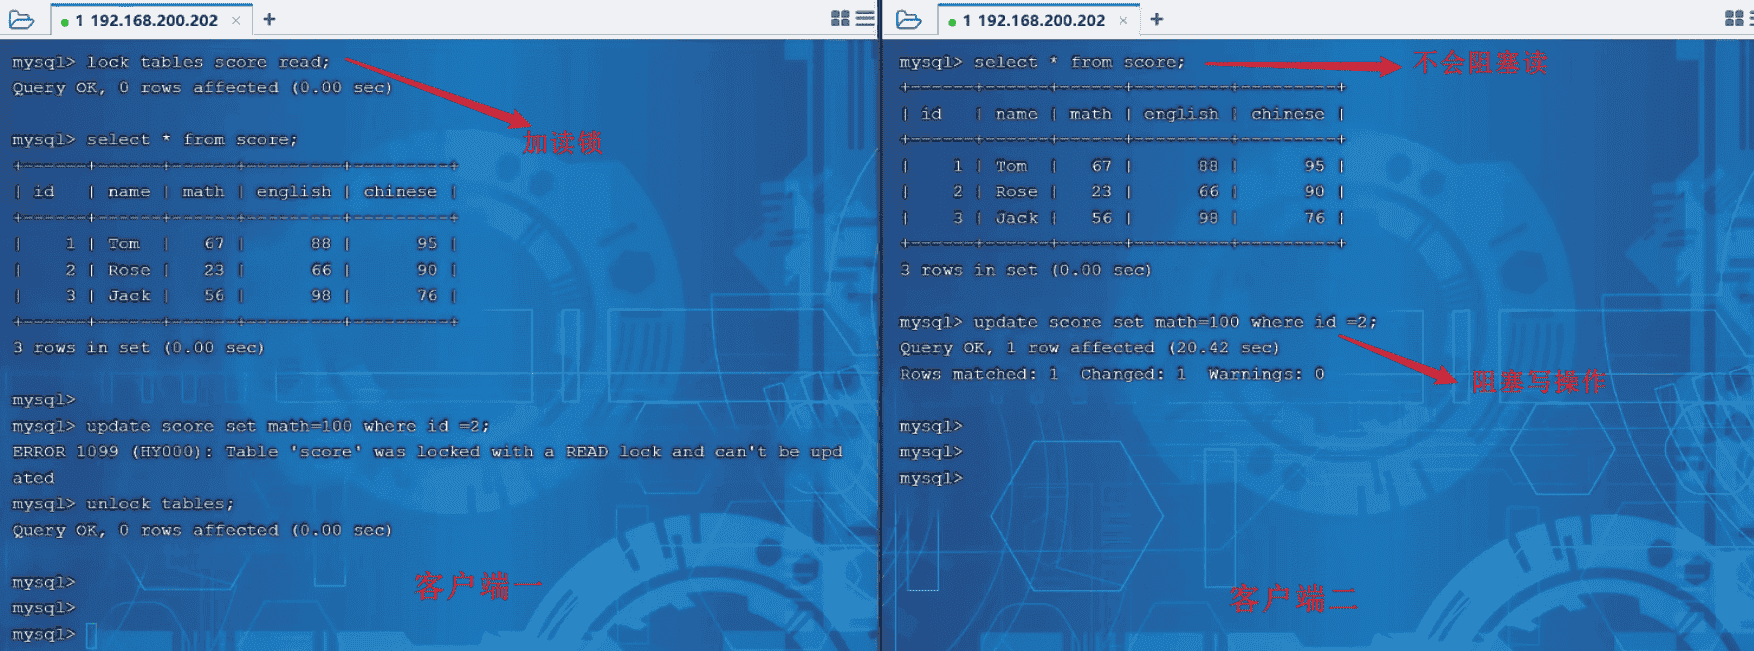 1 192.168.200.202 × +
mysql> lock tables score read;
Query OK, 0 rows affected (0.00 sec)
加读锁
mysql> select * from score;
+------+------+------+---------+---------+
| id   | name | math | english | chinese |
+------+------+------+---------+---------+
|    1 | Tom  |   67 |      88 |      95 |
|    2 | Rose |   23 |      66 |      90 |
|    3 | Jack |   56 |      98 |      76 |
+------+------+------+---------+---------+
3 rows in set (0.00 sec)
mysql>
mysql> update score set math=100 where id =2;
ERROR 1099 (HY000): Table 'score' was locked with a READ lock and can't be upd
ated
mysql> unlock tables;
Query OK, 0 rows affected (0.00 sec)
mysql>
mysql>
mysql>
客户端一
1 192.168.200.202 × +
mysql> select * from score;
不会阻塞读
+------+------+------+---------+---------+
| id   | name | math | english | chinese |
+------+------+------+---------+---------+
|    1 | Tom  |   67 |      88 |      95 |
|    2 | Rose |   23 |      66 |      90 |
|    3 | Jack |   56 |      98 |      76 |
+------+------+------+---------+---------+
3 rows in set (0.00 sec)
mysql> update score set math=100 where id =2;
Query OK, 1 row affected (20.42 sec)
Rows matched: 1  Changed: 1  Warnings: 0
阻塞写操作
mysql>
mysql>
mysql>
客户端二